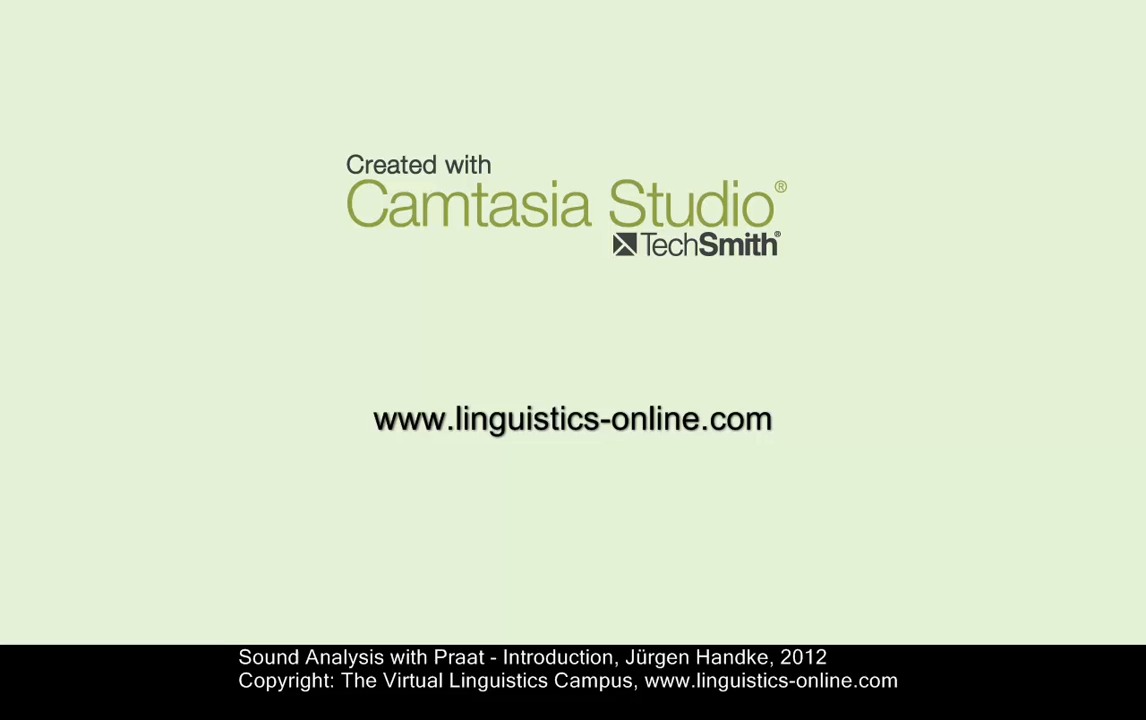 Created with
Camtasia Studio®
TechSmith®
www.linguistics-online.com
Sound Analysis with Praat - Introduction, Jürgen Handke, 2012
Copyright: The Virtual Linguistics Campus, www.linguistics-online.com